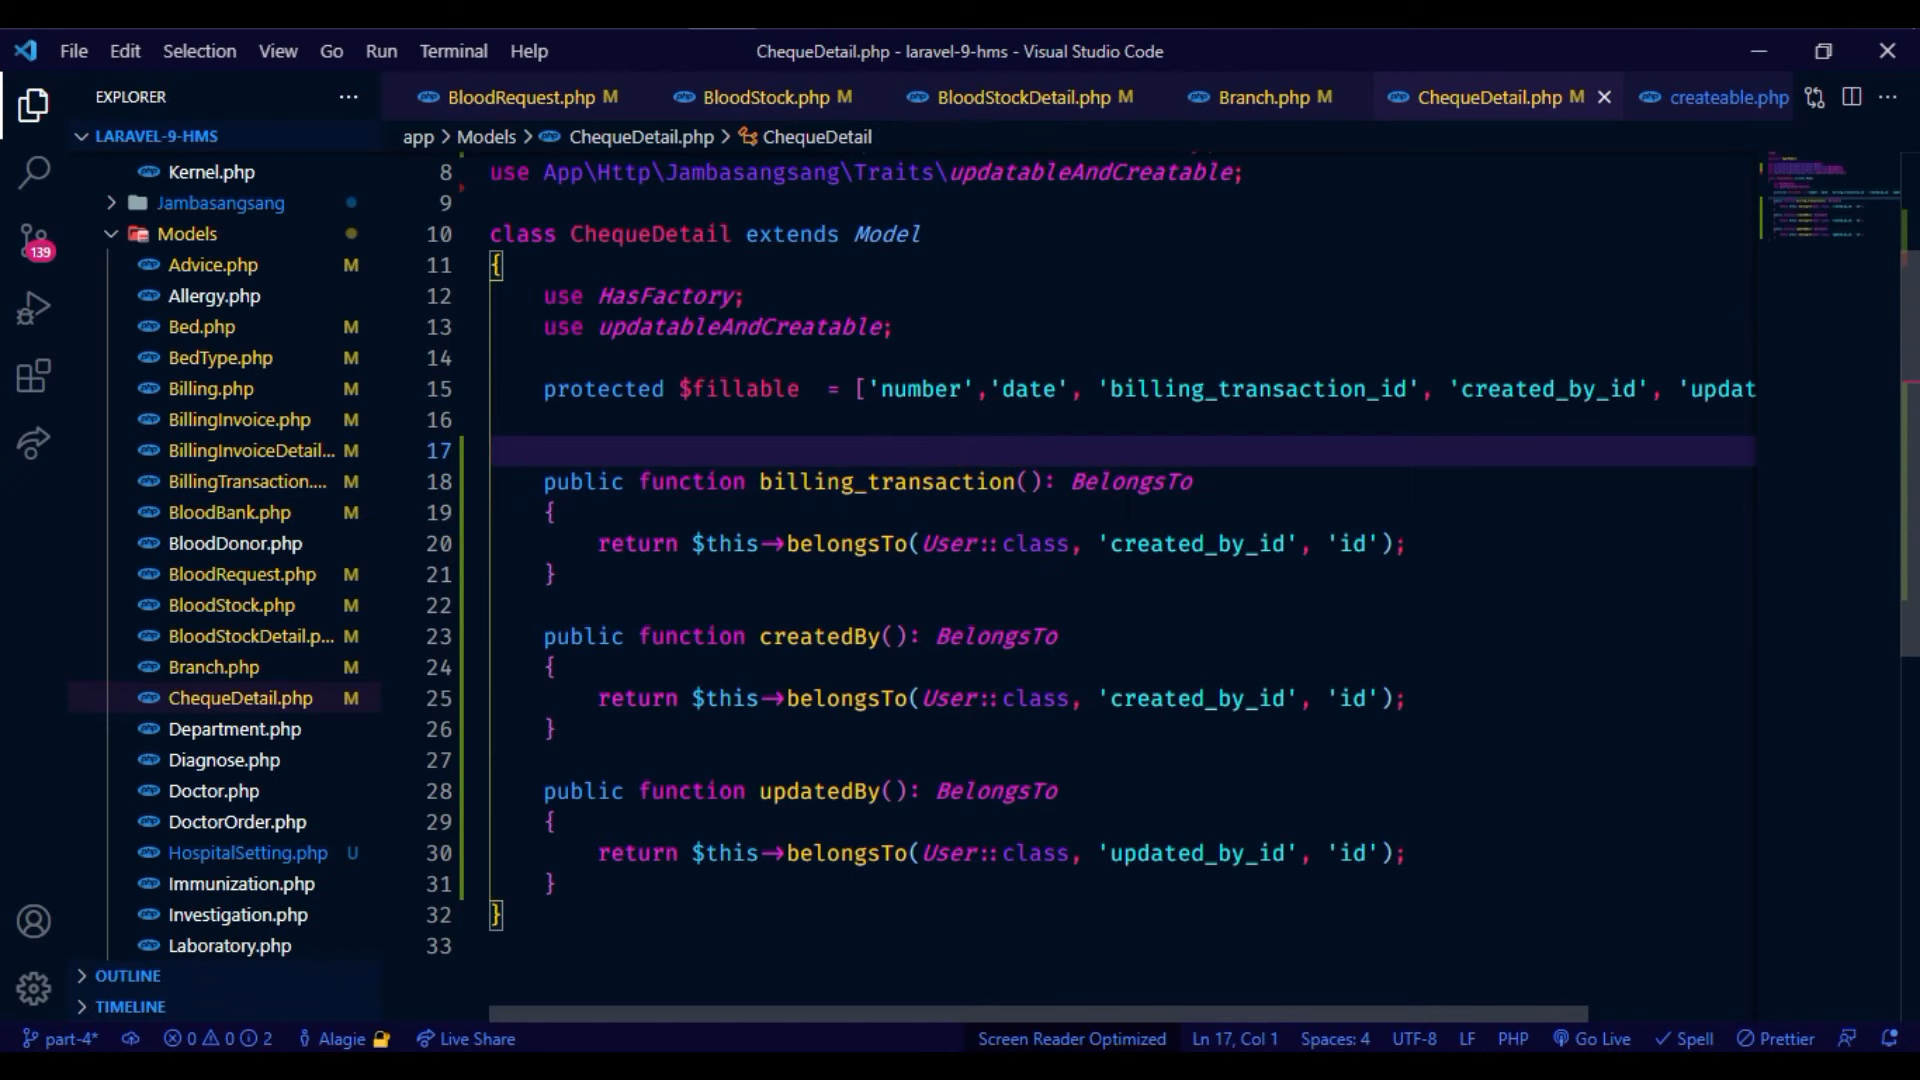 File Edit Selection View Go Run Terminal Help
ChequeDetail.php - laravel-9-hms - Visual Studio Code
EXPLORER
BloodRequest.php M
BloodStock.php M
BloodStockDetail.php M
Branch.php M
ChequeDetail.php M
createable.php
LARAVEL-9-HMS
app > Models > ChequeDetail.php > ChequeDetail
139
Kernel.php
Jambasangsang
Models
Advice.php M
Allergy.php
Bed.php M
BedType.php M
Billing.php M
BillingInvoice.php M
BillingInvoiceDetail... M
BillingTransaction.... M
BloodBank.php M
BloodDonor.php
BloodRequest.php M
BloodStock.php M
BloodStockDetail.p... M
Branch.php M
ChequeDetail.php M
Department.php
Diagnose.php
Doctor.php
DoctorOrder.php
HospitalSetting.php U
Immunization.php
Investigation.php
Laboratory.php
OUTLINE
TIMELINE
8 use App\Http\Jambasangsang\Traits\updatableAndCreatable;
9
10 class ChequeDetail extends Model
11 {
12 use HasFactory;
13 use updatableAndCreatable;
14
15 protected $fillable = ['number','date', 'billing_transaction_id', 'created_by_id', 'updat
16
17
18 public function billing_transaction(): BelongsTo
19 {
20 return $this->belongsTo(User::class, 'created_by_id', 'id');
21 }
22
23 public function createdBy(): BelongsTo
24 {
25 return $this->belongsTo(User::class, 'created_by_id', 'id');
26 }
27
28 public function updatedBy(): BelongsTo
29 {
30 return $this->belongsTo(User::class, 'updated_by_id', 'id');
31 }
32 }
33
part-4* 0 0 2 Alagie Live Share Screen Reader Optimized Ln 17, Col 1 Spaces: 4 UTF-8 LF PHP Go Live Spell Prettier